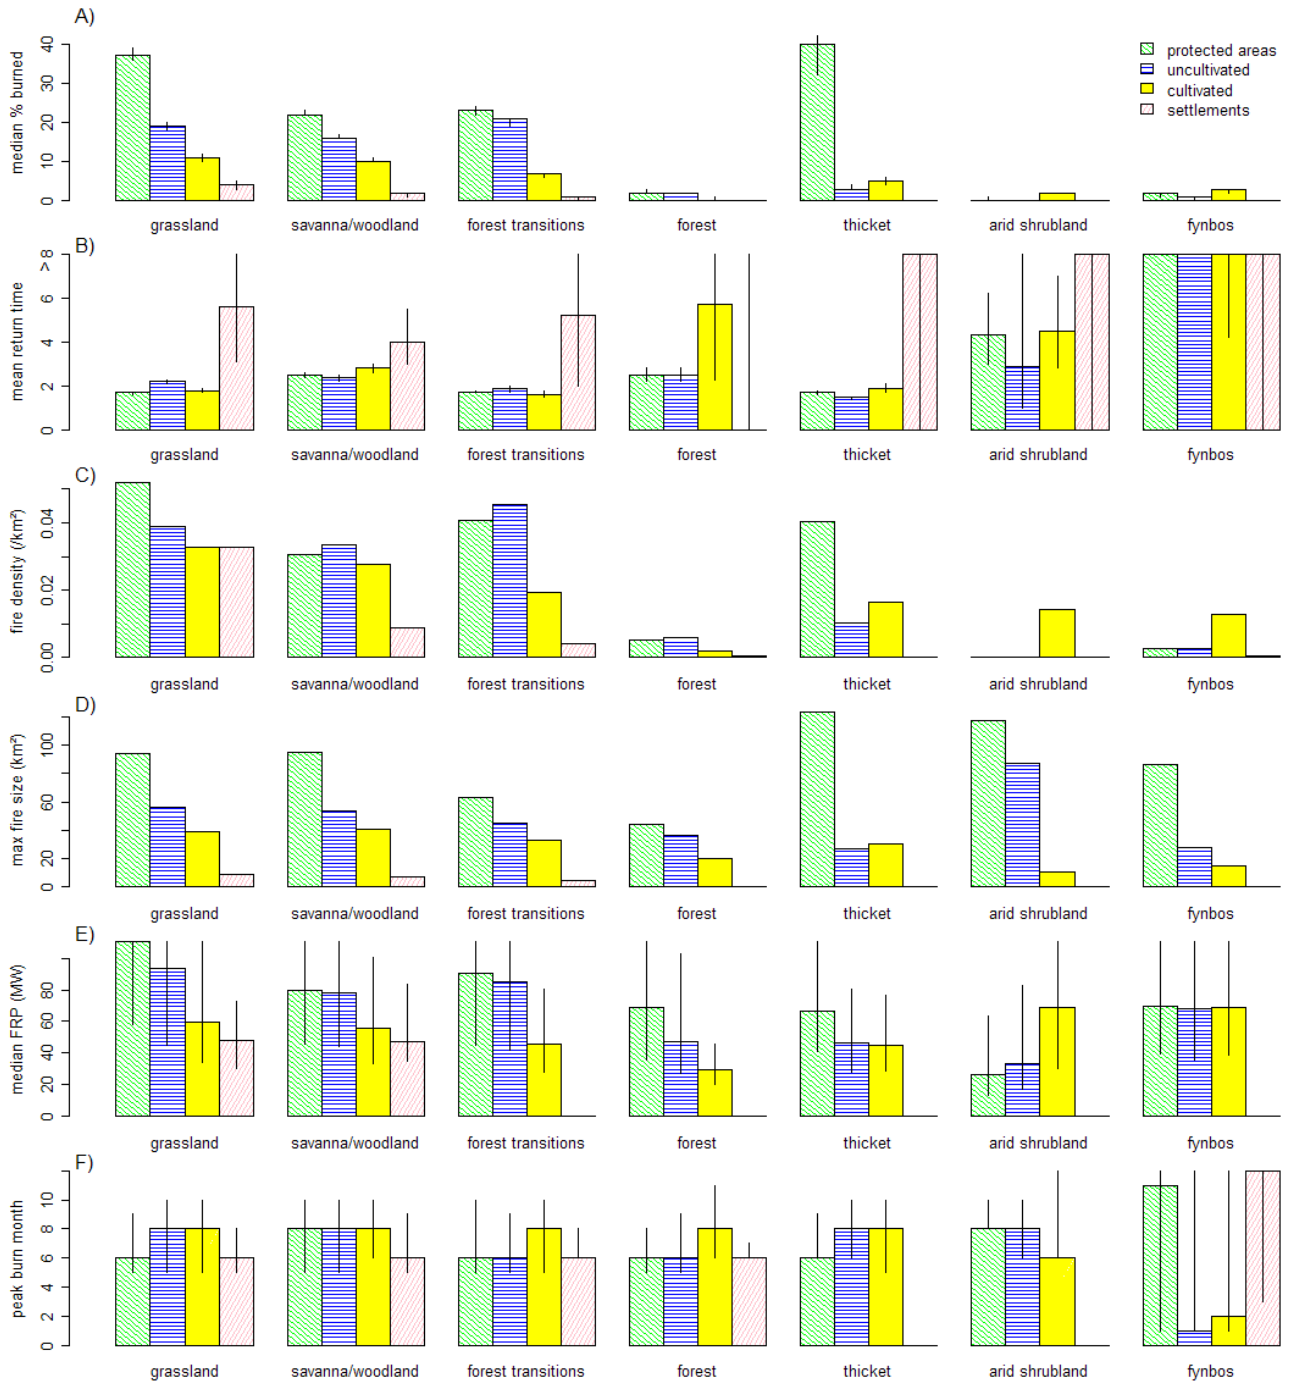 A)
median % burned
0 10 20 30 40
protected areas
uncultivated
cultivated
settlements
grassland savanna/woodland forest transitions forest thicket arid shrubland fynbos
B)
mean return time
0 2 4 6 >8
grassland savanna/woodland forest transitions forest thicket arid shrubland fynbos
C)
fire density (/km²)
0.00 0.02 0.04
grassland savanna/woodland forest transitions forest thicket arid shrubland fynbos
D)
max fire size (km²)
0 20 60 100
grassland savanna/woodland forest transitions forest thicket arid shrubland fynbos
E)
median FRP (MW)
0 20 40 60 80
grassland savanna/woodland forest transitions forest thicket arid shrubland fynbos
F)
peak burn month
0 2 4 6 8 10
grassland savanna/woodland forest transitions forest thicket arid shrubland fynbos